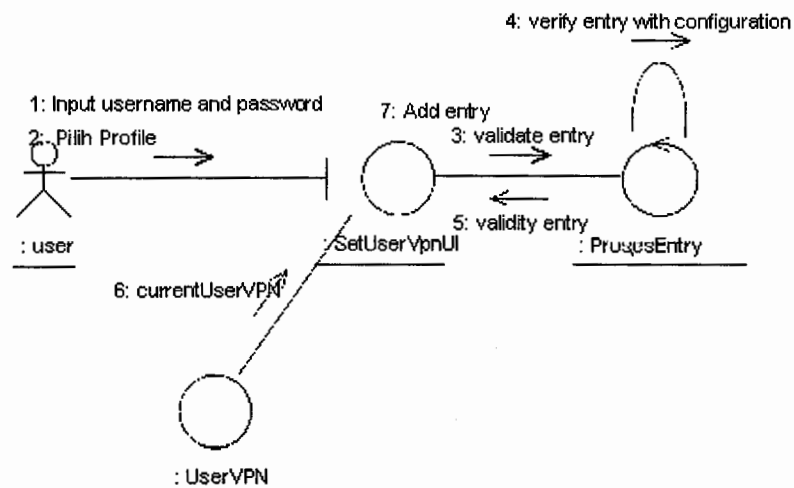 4: verify entry with configuration
1: Input username and password
7: Add entry
2: Pilih Profile
3: validate entry
5: validity entry
: user
: SetUserVpnUI
: ProsesEntry
6: currentUserVPN
: UserVPN